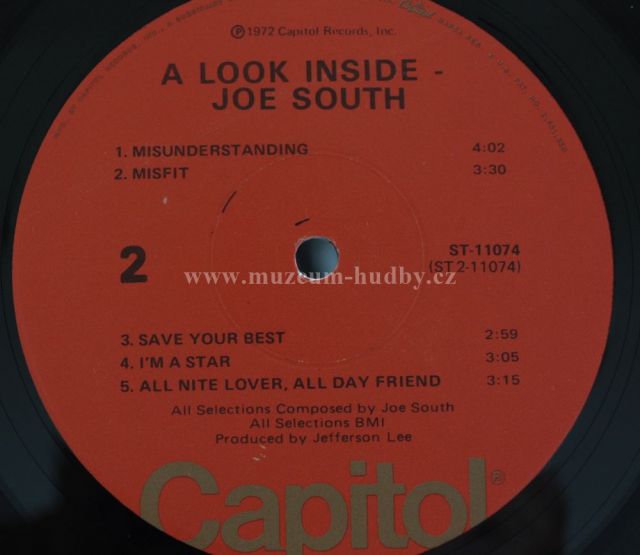 ℗1972 Capitol Records, Inc.
A LOOK INSIDE -
JOE SOUTH
1. MISUNDERSTANDING 4:02
2. MISFIT 3:30
2
ST-11074
(ST2-11074)
www.muzeum-hudby.cz
3. SAVE YOUR BEST 2:59
4. I'M A STAR 3:05
5. ALL NITE LOVER, ALL DAY FRIEND 3:15
All Selections Composed by Joe South
All Selections BMI
Produced by Jefferson Lee
Capitol®